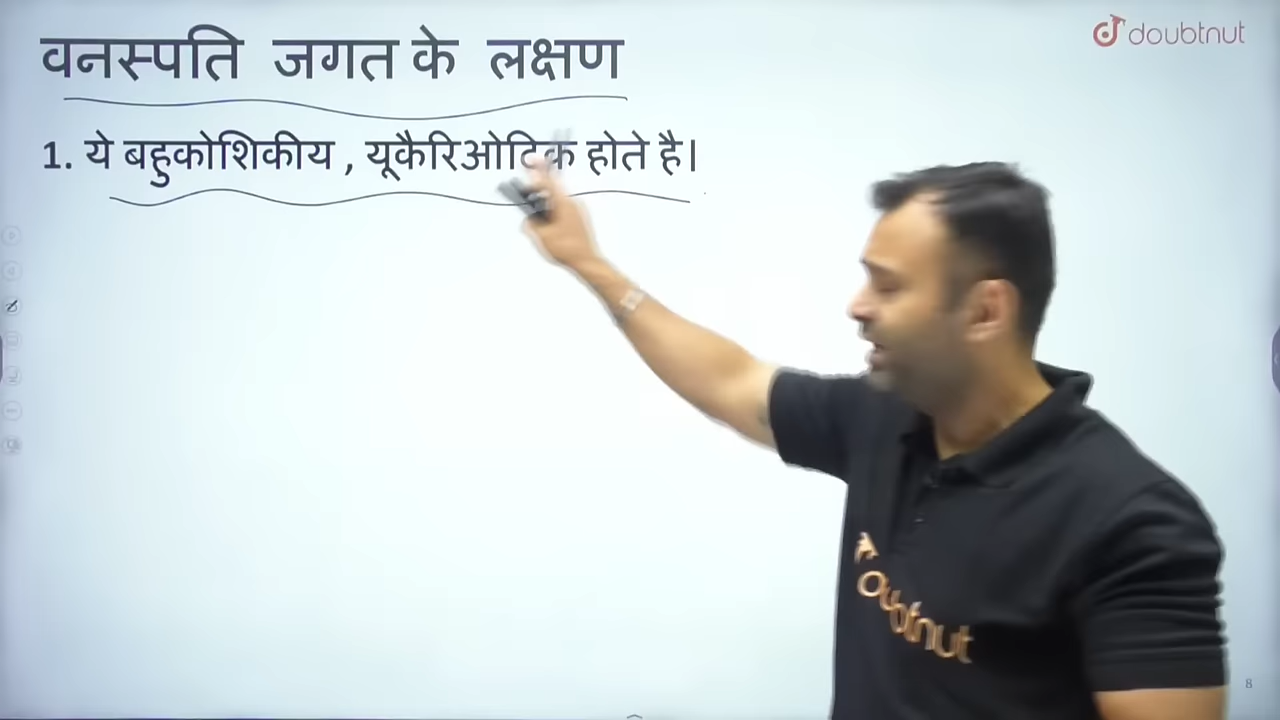 वनस्पति जगत के लक्षण
doubtnut
1. ये बहुकोशिकीय , यूकैरिओटिक होते है।
doubtnut
8